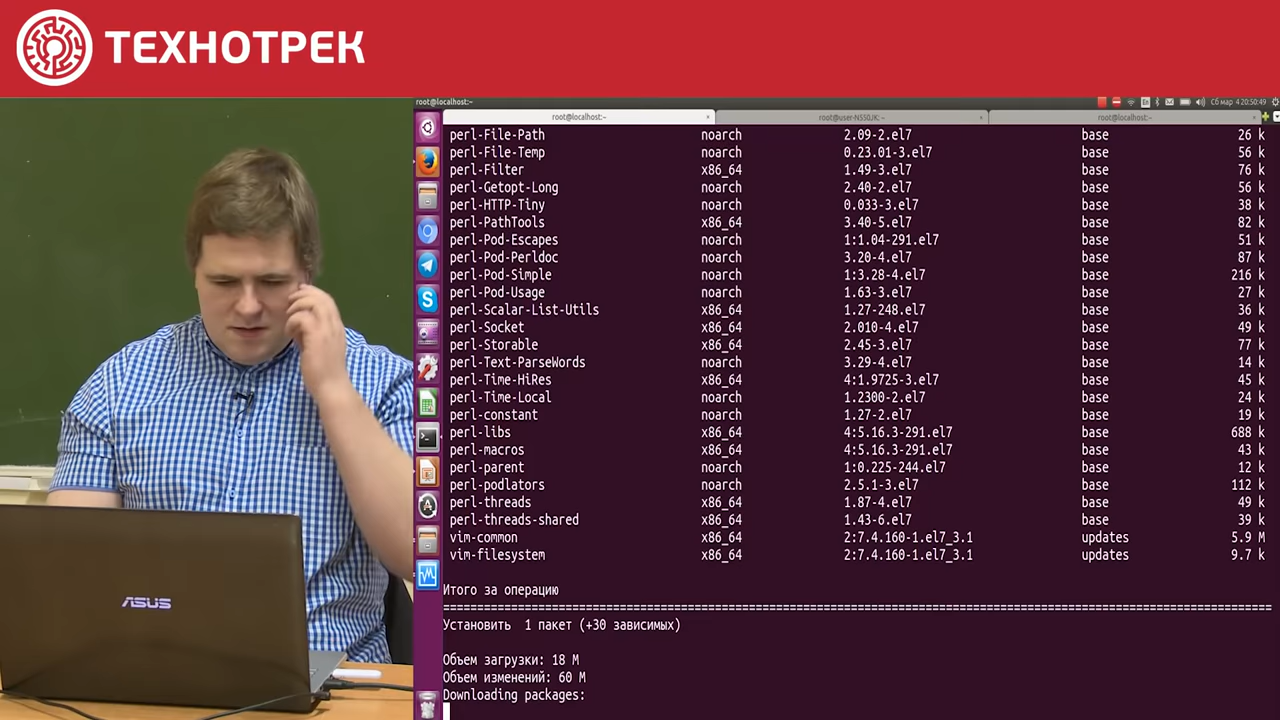 ТЕХНОТРЕК
root@localhost:~
En
Сб мар 4 20:50:49
root@localhost: ~ ×
root@user-N550JK: ~ ×
root@localhost:~ ×
perl-File-Path noarch 2.09-2.el7 base 26 k
perl-File-Temp noarch 0.23.01-3.el7 base 56 k
perl-Filter x86_64 1.49-3.el7 base 76 k
perl-Getopt-Long noarch 2.40-2.el7 base 56 k
perl-HTTP-Tiny noarch 0.033-3.el7 base 38 k
perl-PathTools x86_64 3.40-5.el7 base 82 k
perl-Pod-Escapes noarch 1:1.04-291.el7 base 51 k
perl-Pod-Perldoc noarch 3.20-4.el7 base 87 k
perl-Pod-Simple noarch 1:3.28-4.el7 base 216 k
perl-Pod-Usage noarch 1.63-3.el7 base 27 k
perl-Scalar-List-Utils x86_64 1.27-248.el7 base 36 k
perl-Socket x86_64 2.010-4.el7 base 49 k
perl-Storable x86_64 2.45-3.el7 base 77 k
perl-Text-ParseWords noarch 3.29-4.el7 base 14 k
perl-Time-HiRes x86_64 4:1.9725-3.el7 base 45 k
perl-Time-Local noarch 1.2300-2.el7 base 24 k
perl-constant noarch 1.27-2.el7 base 19 k
perl-libs x86_64 4:5.16.3-291.el7 base 688 k
perl-macros x86_64 4:5.16.3-291.el7 base 43 k
perl-parent noarch 1:0.225-244.el7 base 12 k
perl-podlators noarch 2.5.1-3.el7 base 112 k
perl-threads x86_64 1.87-4.el7 base 49 k
perl-threads-shared x86_64 1.43-6.el7 base 39 k
vim-common x86_64 2:7.4.160-1.el7_3.1 updates 5.9 M
vim-filesystem x86_64 2:7.4.160-1.el7_3.1 updates 9.7 k
Итого за операцию
Установить 1 пакет (+30 зависимых)
Объем загрузки: 18 M
Объем изменений: 60 M
Downloading packages:
ASUS